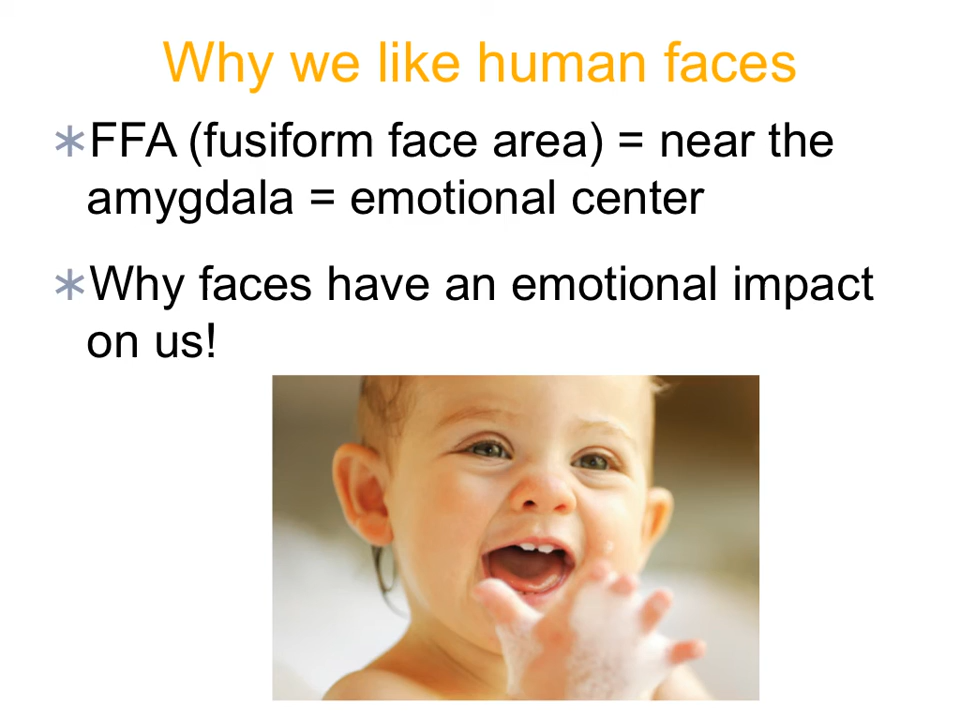 Why we like human faces
FFA (fusiform face area) = near the
amygdala = emotional center
Why faces have an emotional impact
on us!